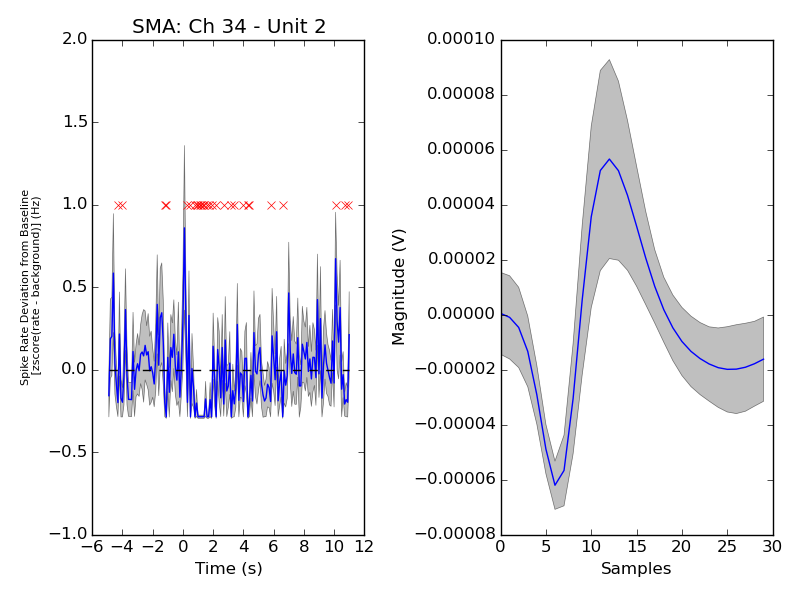 SMA: Ch 34 - Unit 2
Spike Rate Deviation from Baseline
[zscore(rate - background)] (Hz)
2.0
1.5
1.0
0.5
0.0
−0.5
−1.0
−6 −4 −2 0 2 4 6 8 10 12
Time (s)
Magnitude (V)
0.00010
0.00008
0.00006
0.00004
0.00002
0.00000
−0.00002
−0.00004
−0.00006
−0.00008
0 5 10 15 20 25 30
Samples